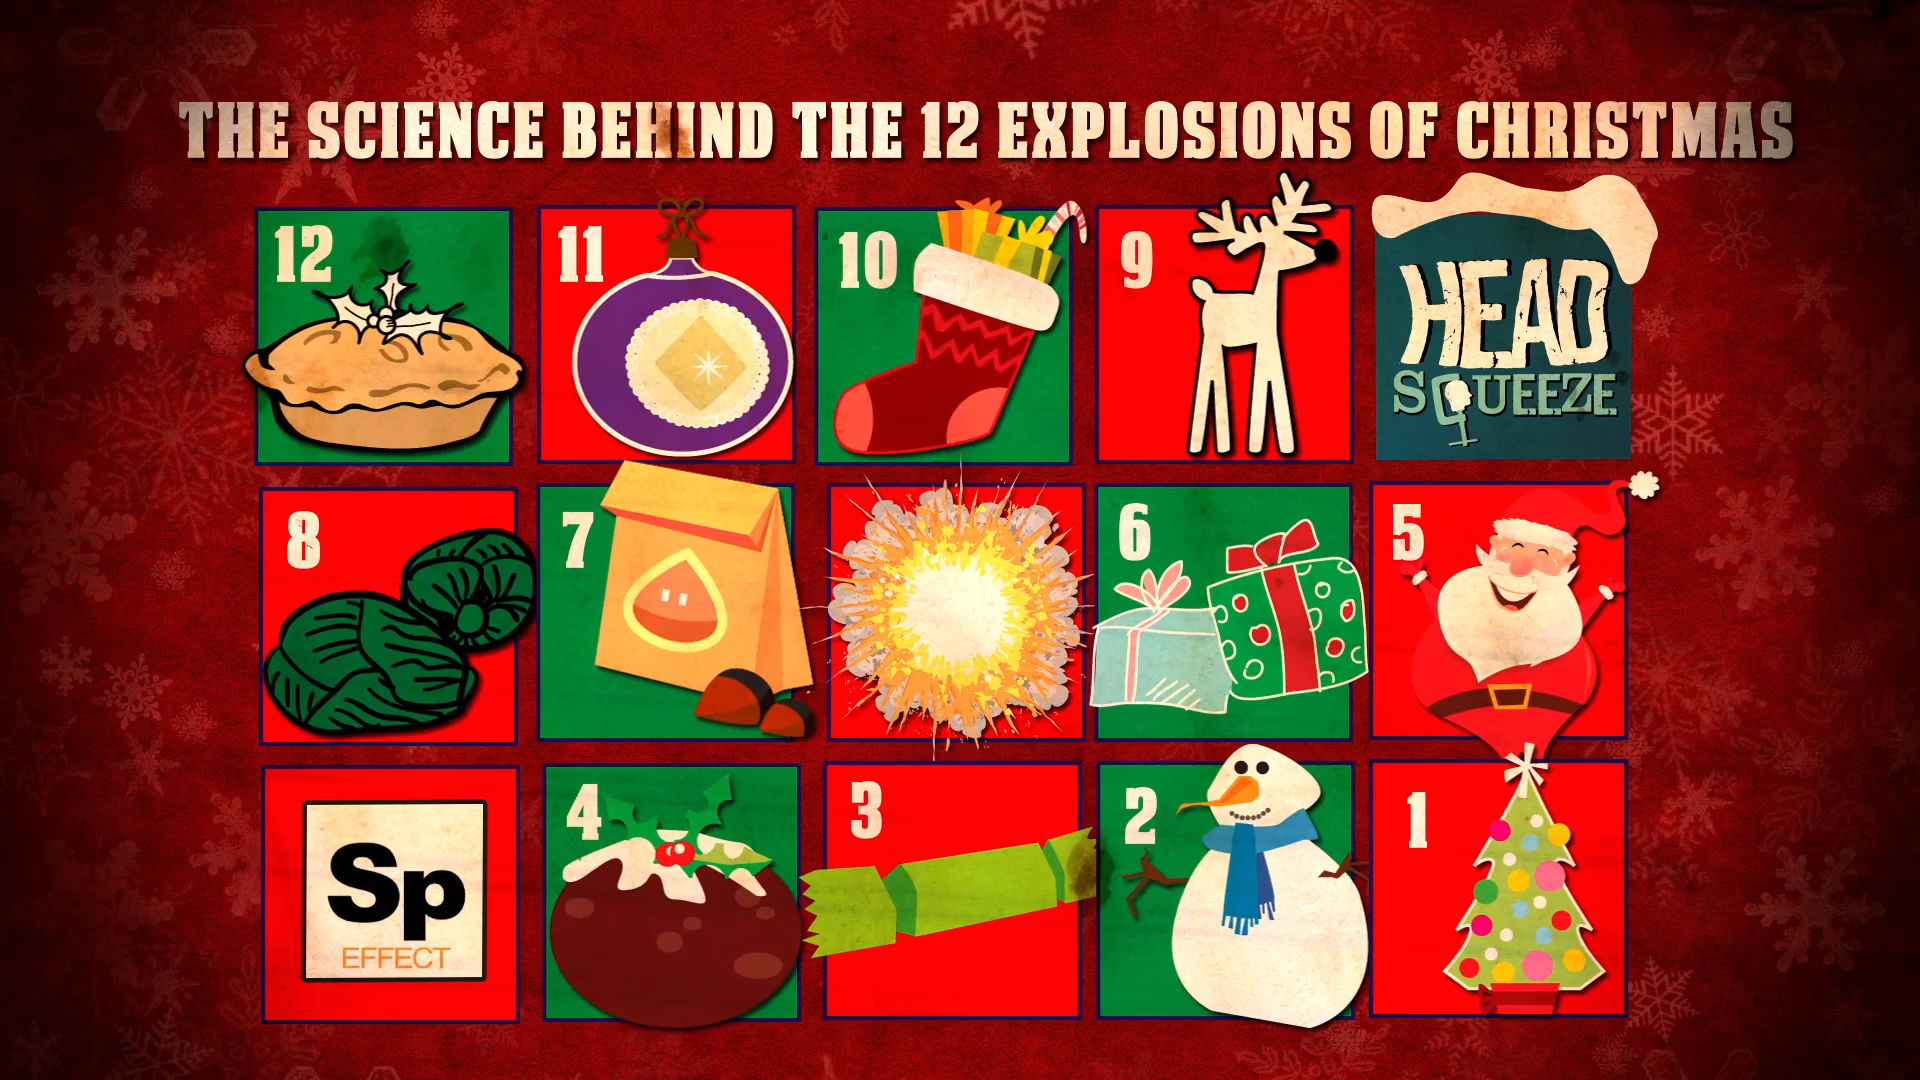 THE SCIENCE BEHIND THE 12 EXPLOSIONS OF CHRISTMAS
12
11
10
9
HEAD
SQUEEZE
8
7
6
5
Sp
EFFECT
4
3
2
1